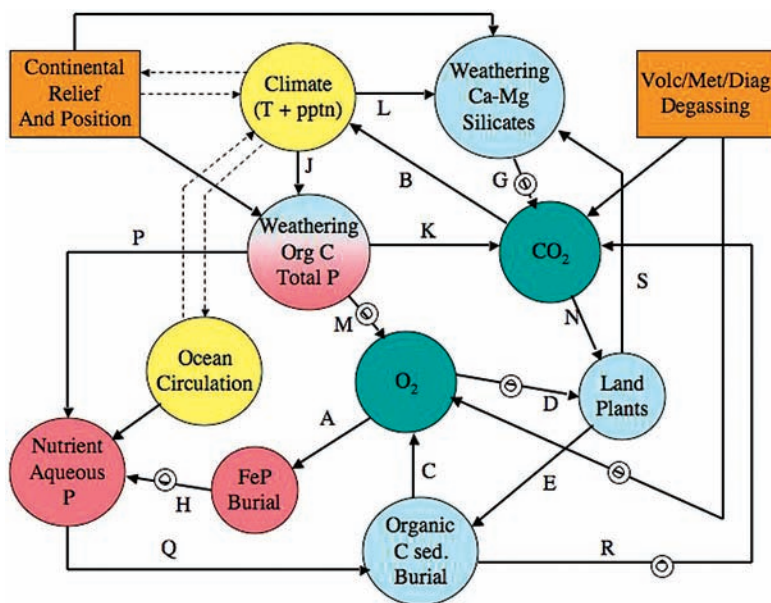 Continental
Relief
And Position
Climate
(T + pptn)
L
Weathering
Ca-Mg
Silicates
Volc/Met/Diag
Degassing
J
B
G
P
Weathering
Org C
Total P
K
CO₂
S
M
N
Ocean
Circulation
O₂
D
Land
Plants
A
Nutrient
Aqueous
P
H
FeP
Burial
C
E
Q
Organic
C sed.
Burial
R